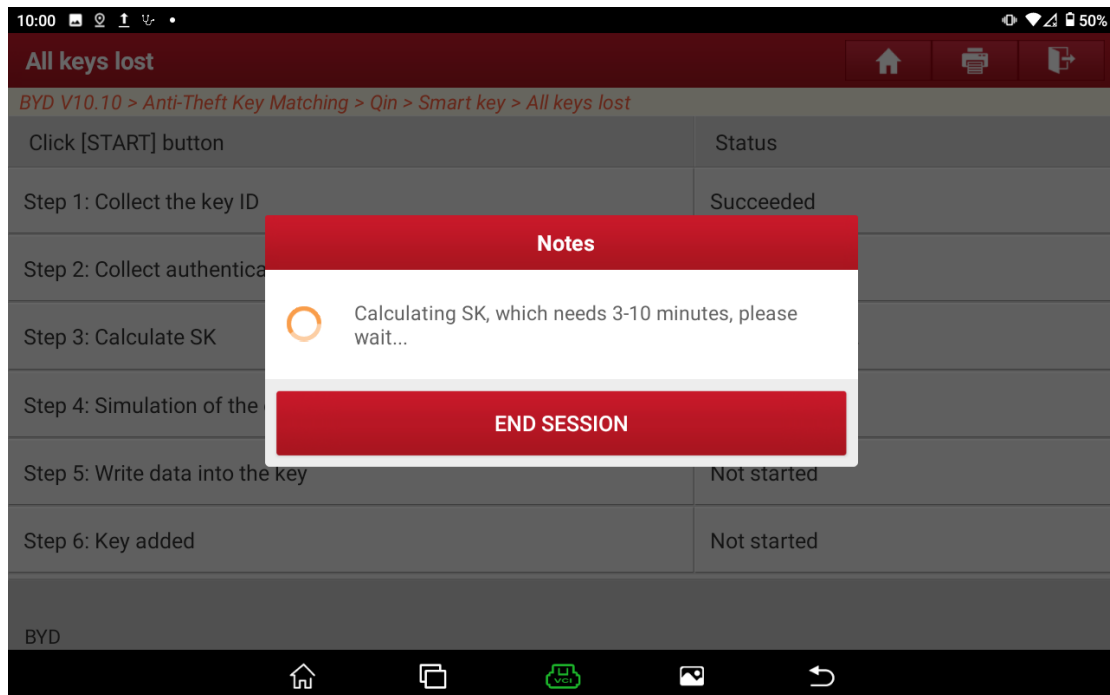 10:00
50%
All keys lost
BYD V10.10 > Anti-Theft Key Matching > Qin > Smart key > All keys lost
Click [START] button
Status
Step 1: Collect the key ID
Succeeded
Notes
Step 2: Collect authentica
Calculating SK, which needs 3-10 minutes, please
wait...
Step 3: Calculate SK
Step 4: Simulation of the
END SESSION
Step 5: Write data into the key
Not started
Step 6: Key added
Not started
BYD
VCI